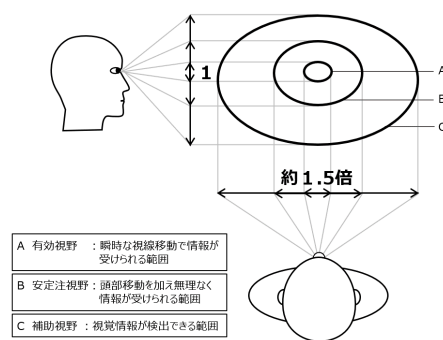 A
B
C
1
約1.5倍
A 有効視野 : 瞬時な視線移動で情報が
受けられる範囲
B 安定注視野 : 頭部移動を加え無理なく
情報が受けられる範囲
C 補助視野 : 視覚情報が検出できる範囲